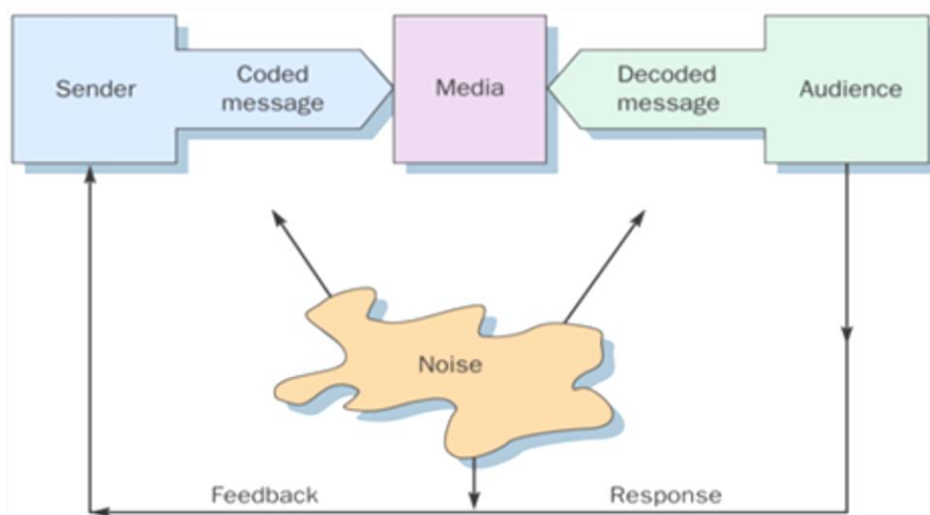 Sender
Coded
message
Media
Decoded
message
Audience
Noise
Feedback
Response